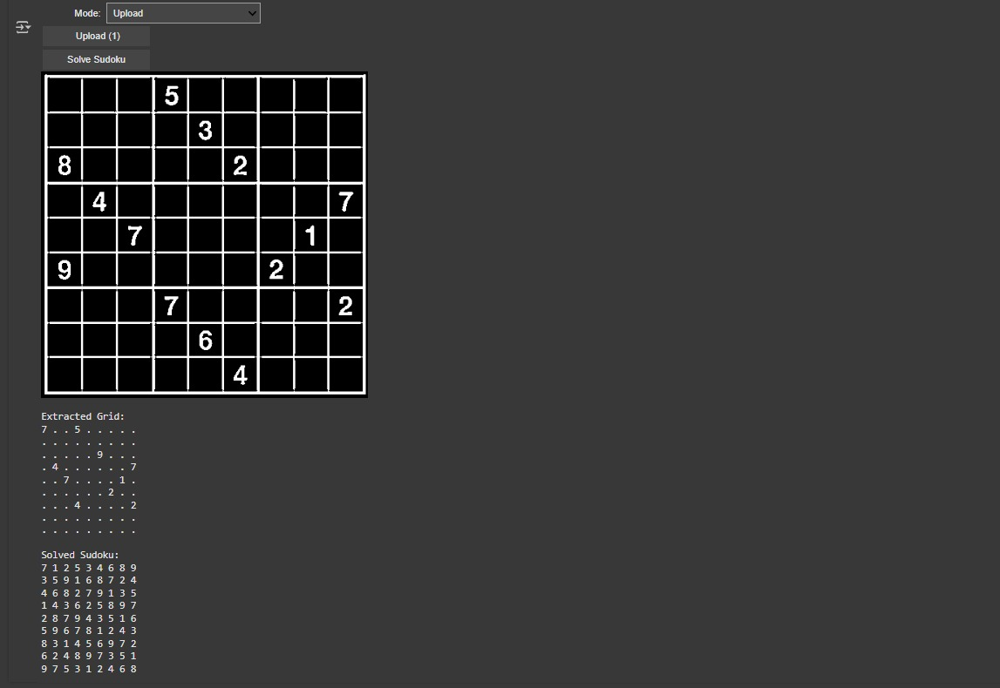 Mode: Upload
Upload (1)
Solve Sudoku
5
3
8 2
4 7
7 1
9 2
7 2
6
4
Extracted Grid:
7 . . 5 . . . . .
. . . . . . . . .
. . . . . 9 . . .
. 4 . . . . . . 7
. . 7 . . . . 1 .
. . . . . . 2 . .
. . . 4 . . . . 2
. . . . . . . . .
. . . . . . . . .
Solved Sudoku:
7 1 2 5 3 4 6 8 9
3 5 9 1 6 8 7 2 4
4 6 8 2 7 9 1 3 5
1 4 3 6 2 5 8 9 7
2 8 7 9 4 3 5 1 6
5 9 6 7 8 1 2 4 3
8 3 1 4 5 6 9 7 2
6 2 4 8 9 7 3 5 1
9 7 5 3 1 2 4 6 8